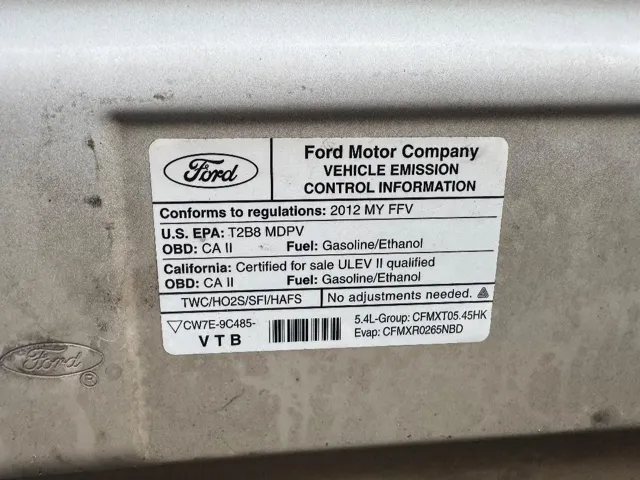 Ford
Ford Motor Company
VEHICLE EMISSION
CONTROL INFORMATION
Conforms to regulations: 2012 MY FFV
U.S. EPA: T2B8 MDPV
OBD: CA II Fuel: Gasoline/Ethanol
California: Certified for sale ULEV II qualified
OBD: CA II Fuel: Gasoline/Ethanol
TWC/HO2S/SFI/HAFS No adjustments needed.
CW7E-9C485-
V T B
5.4L-Group: CFMXT05.45HK
Evap: CFMXR0265NBD
Ford ®